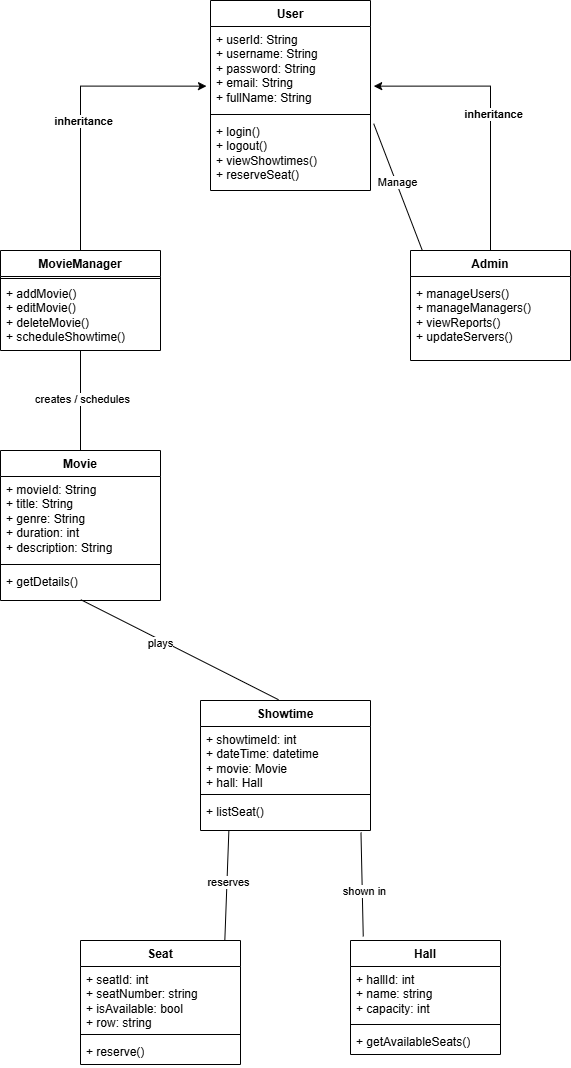 User
+ userId: String
+ username: String
+ password: String
+ email: String
+ fullName: String
+ login()
+ logout()
+ viewShowtimes()
+ reserveSeat()
inheritance
inheritance
Manage
MovieManager
+ addMovie()
+ editMovie()
+ deleteMovie()
+ scheduleShowtime()
Admin
+ manageUsers()
+ manageManagers()
+ viewReports()
+ updateServers()
creates / schedules
Movie
+ movieId: String
+ title: String
+ genre: String
+ duration: int
+ description: String
+ getDetails()
plays
Showtime
+ showtimeId: int
+ dateTime: datetime
+ movie: Movie
+ hall: Hall
+ listSeat()
reserves
shown in
Seat
+ seatId: int
+ seatNumber: string
+ isAvailable: bool
+ row: string
+ reserve()
Hall
+ hallId: int
+ name: string
+ capacity: int
+ getAvailableSeats()